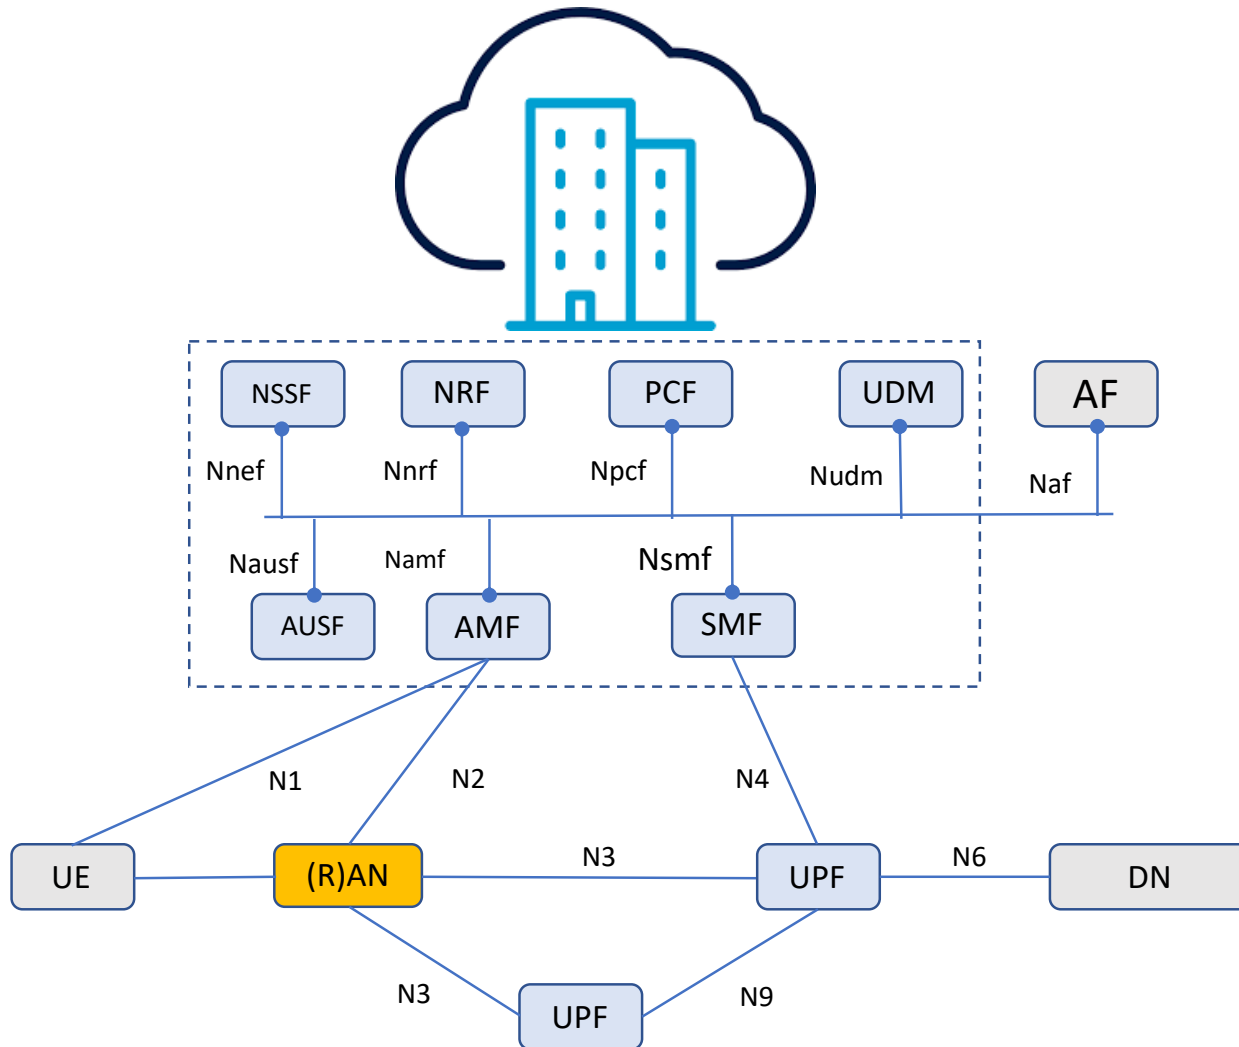 NSSF
NRF
PCF
UDM
AF
Nnef
Nnrf
Npcf
Nudm
Naf
Nausf
Namf
Nsmf
AUSF
AMF
SMF
N1
N2
N4
UE
(R)AN
N3
UPF
N6
DN
N3
UPF
N9